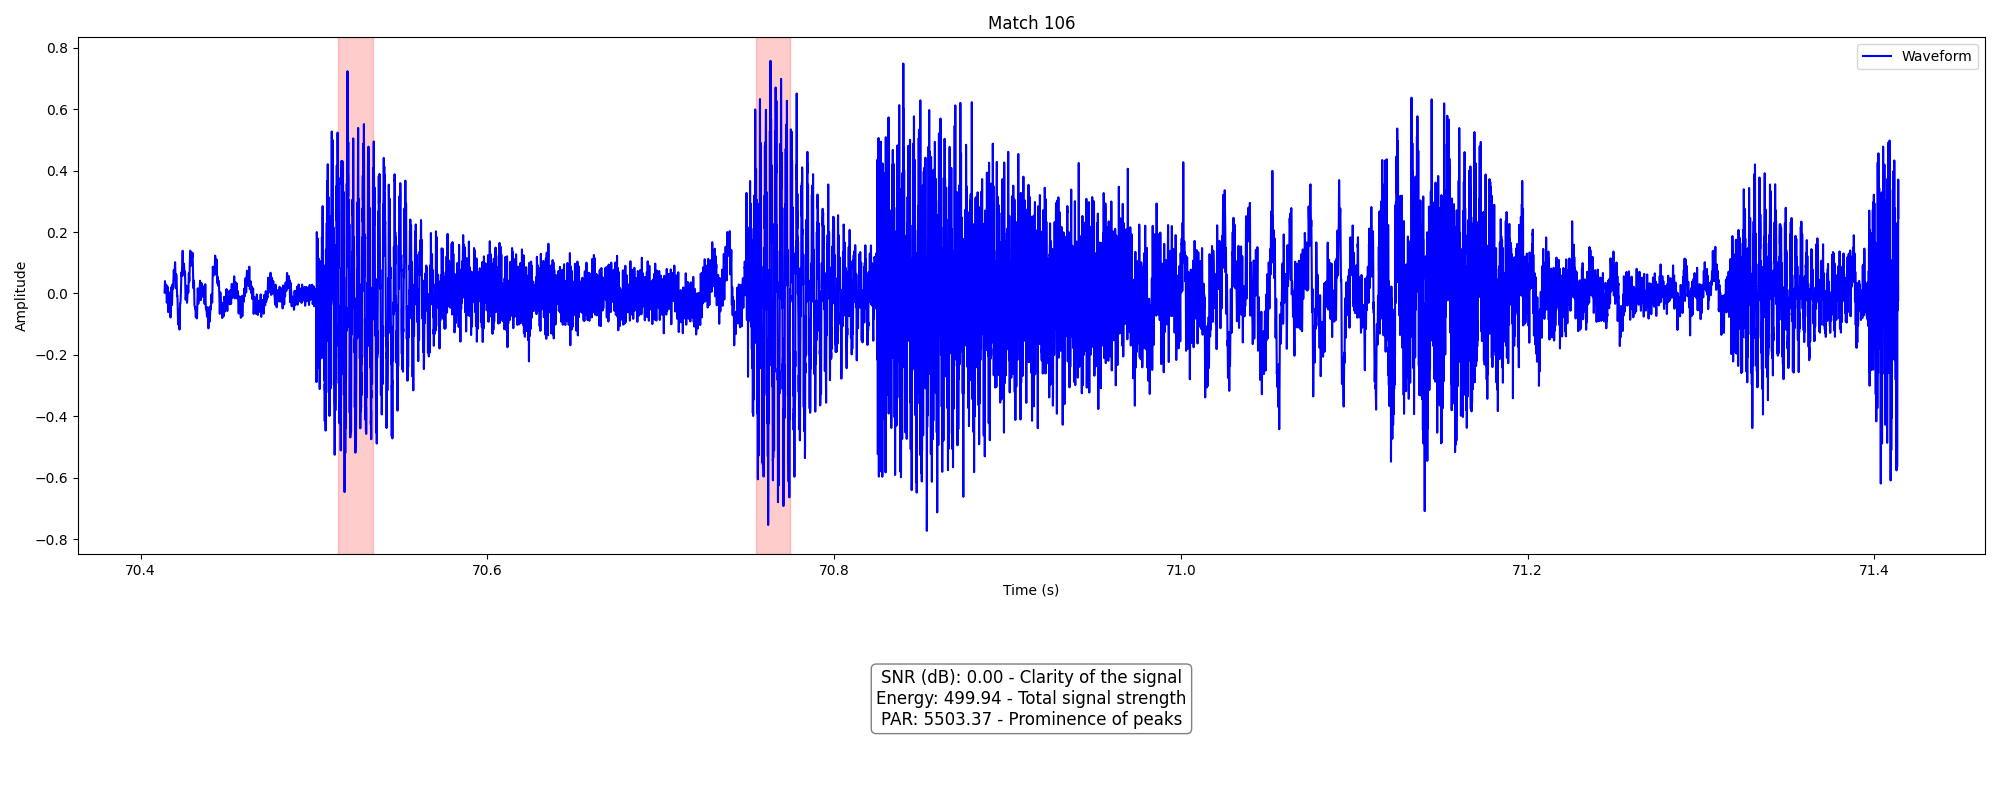 Match 106
Waveform
Amplitude
0.8
0.6
0.4
0.2
0.0
−0.2
−0.4
−0.6
−0.8
70.4 70.6 70.8 71.0 71.2 71.4
Time (s)
SNR (dB): 0.00 - Clarity of the signal
Energy: 499.94 - Total signal strength
PAR: 5503.37 - Prominence of peaks